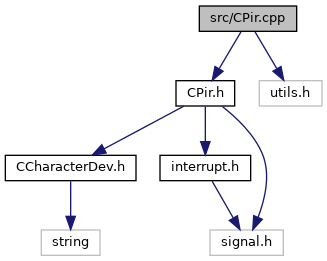 src/CPir.cpp
CPir.h
utils.h
CCharacterDev.h
interrupt.h
string
signal.h